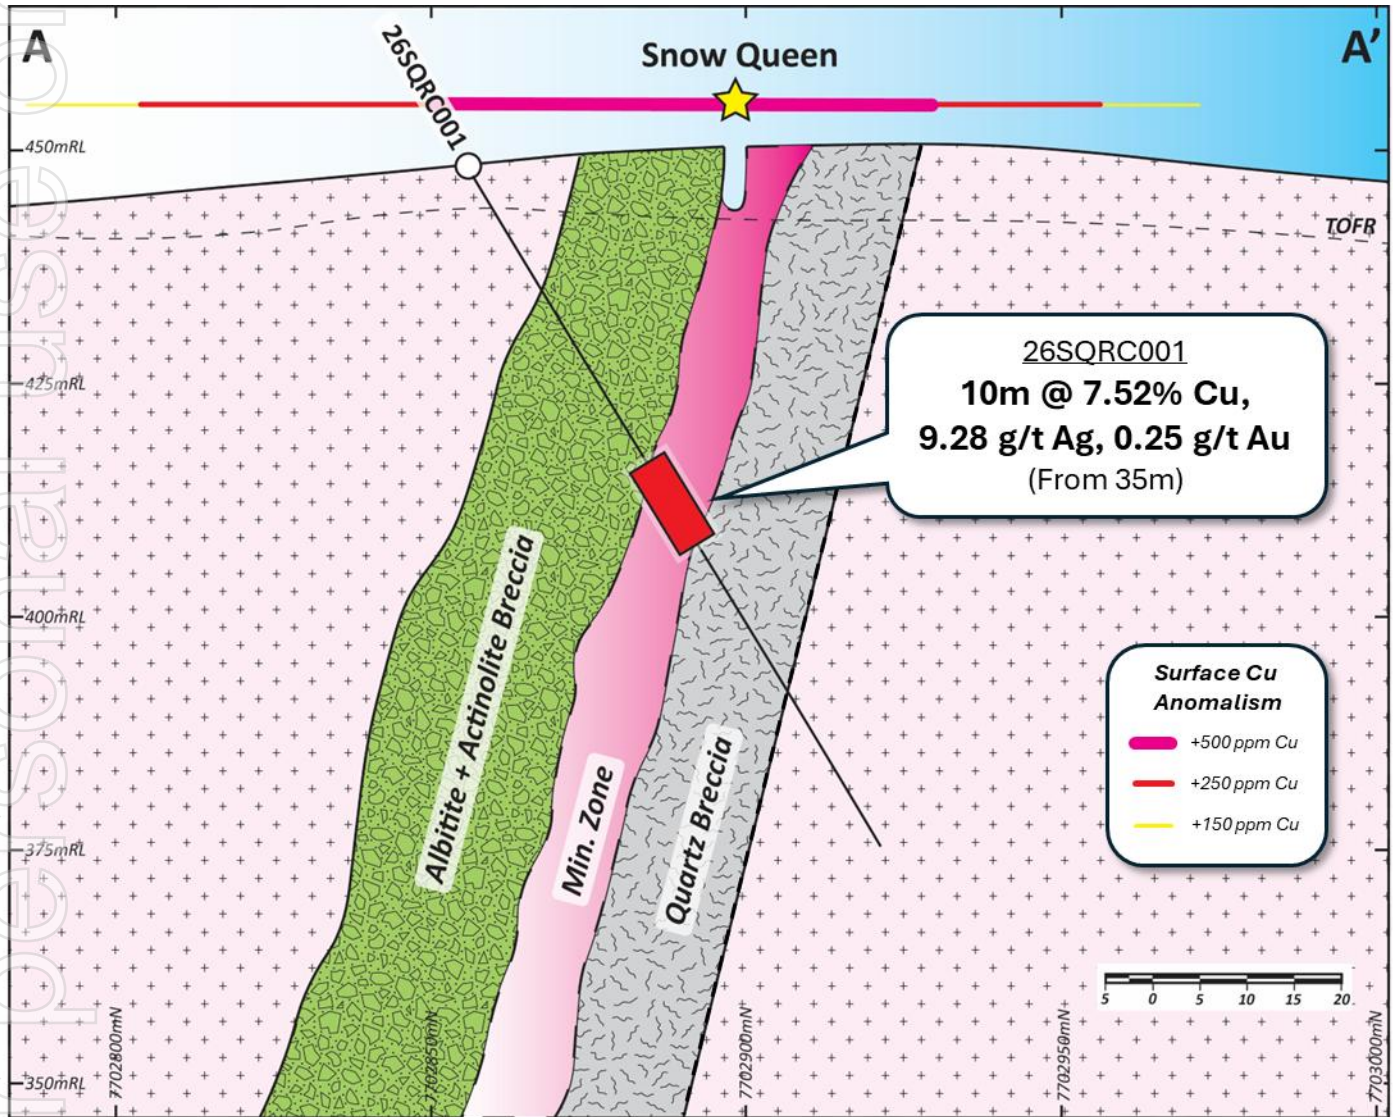 A
A'
Snow Queen
26SQRC001
450mRL
TOFR
425mRL
26SQRC001
10m @ 7.52% Cu,
9.28 g/t Ag, 0.25 g/t Au
(From 35m)
400mRL
Albitite + Actinolite Breccia
Min. Zone
Quartz Breccia
Surface Cu
Anomalism
+500 ppm Cu
+250 ppm Cu
+150 ppm Cu
375mRL
5 0 5 10 15 20
350mRL
7702800mN
7702850mN
7702900mN
7702950mN
7703000mN
personal use o